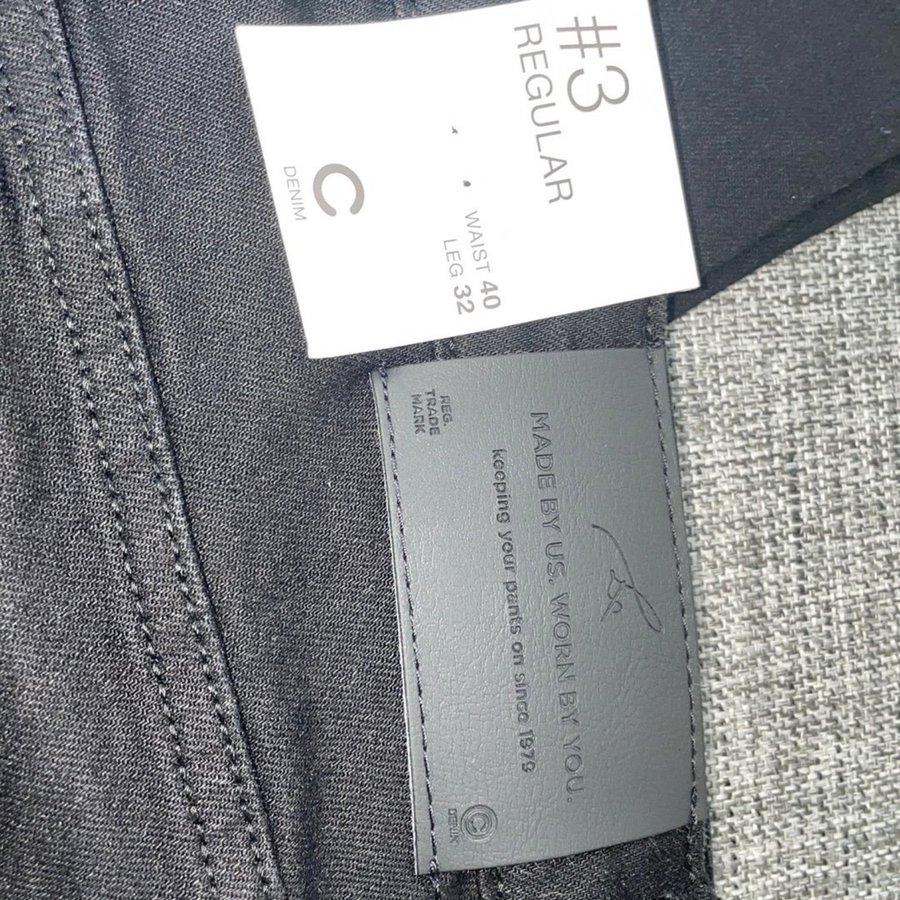 #3
REGULAR
WAIST 40
LEG 32
C
DENIM
MADE BY US. WORN BY YOU.
keeping your pants on since 1979
REG.
TRADE
MARK
C